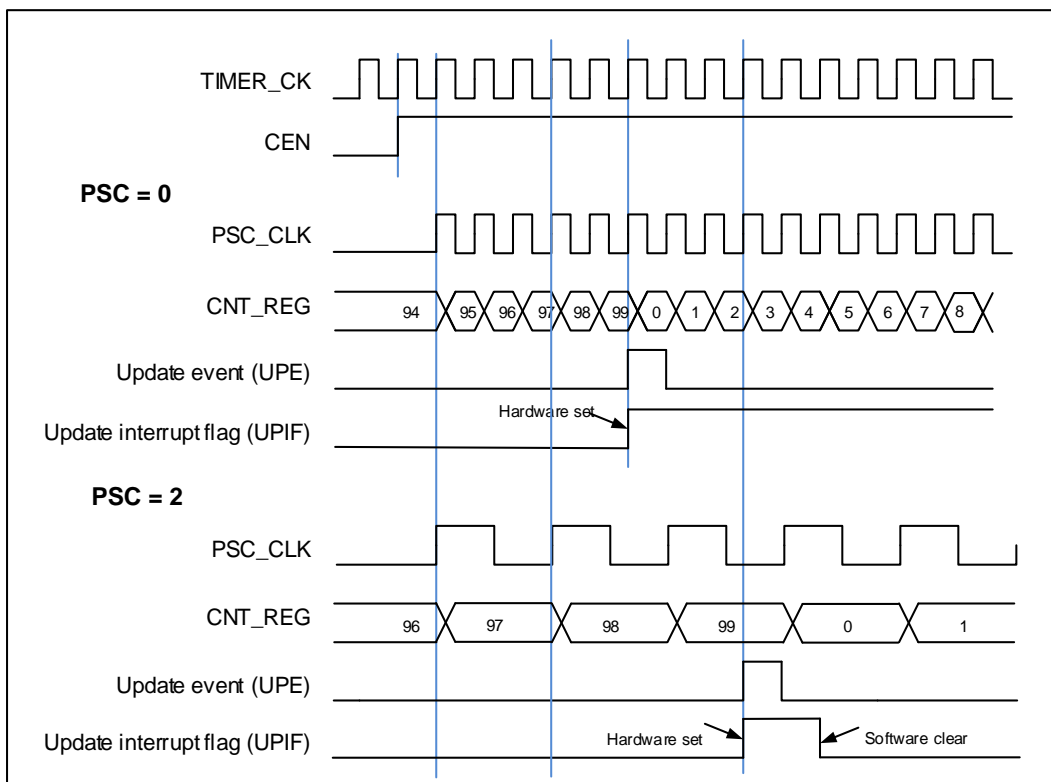 TIMER_CK
CEN
PSC = 0
PSC_CLK
CNT_REG 94 95 96 97 98 99 0 1 2 3 4 5 6 7 8
Update event (UPE)
Hardware set
Update interrupt flag (UPIF)
PSC = 2
PSC_CLK
CNT_REG 96 97 98 99 0 1
Update event (UPE)
Update interrupt flag (UPIF) Hardware set Software clear